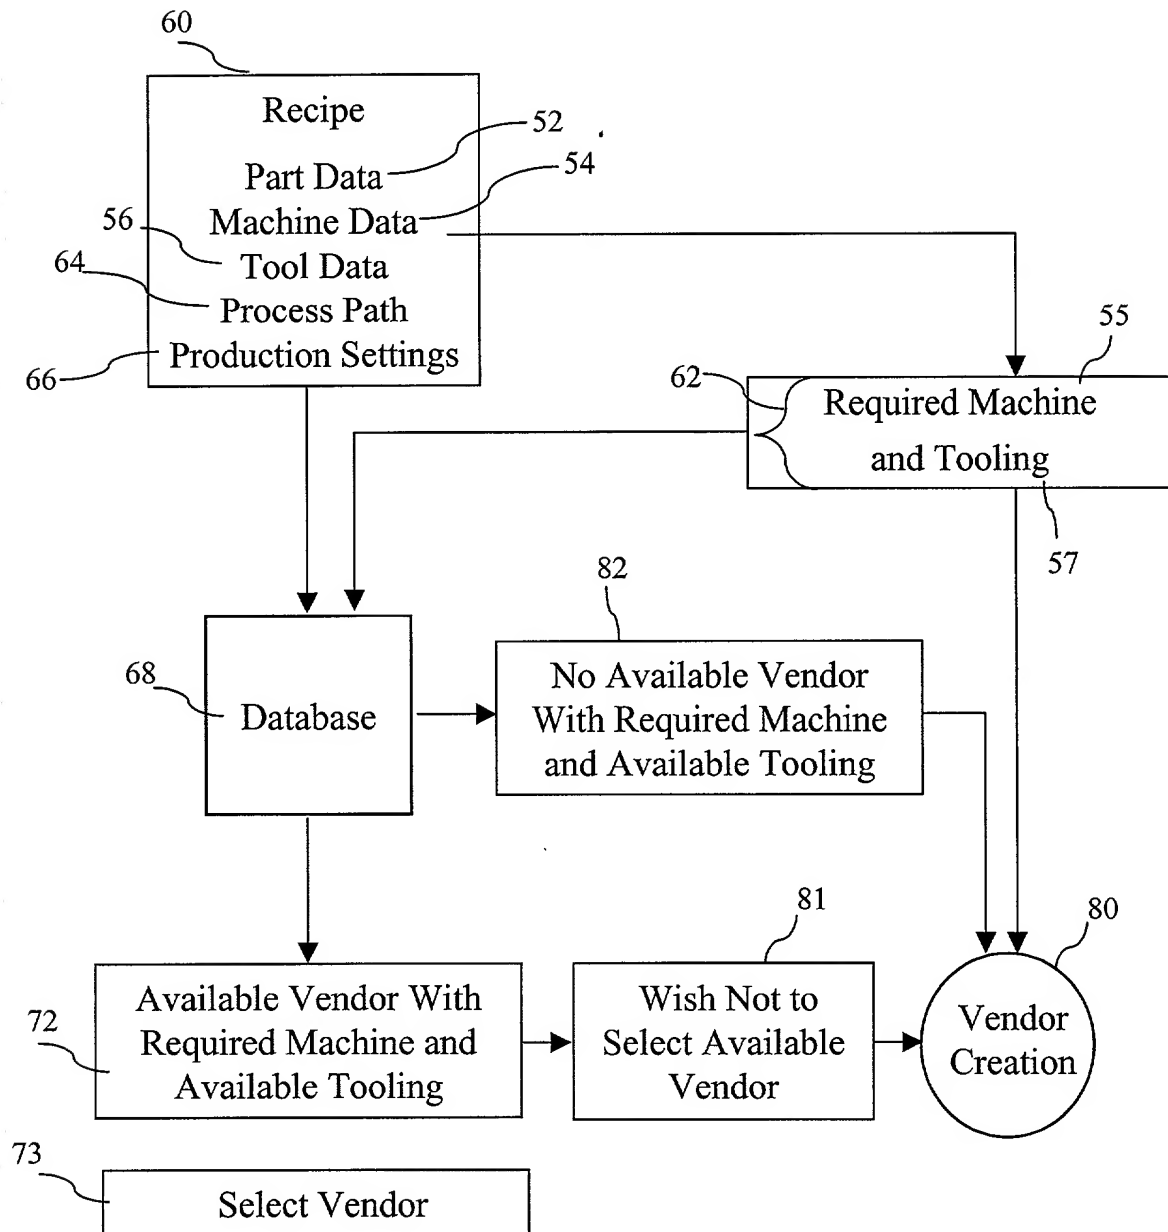 60
Recipe
52
Part Data
54
Machine Data
56
Tool Data
64
Process Path
Production Settings
66
55
62
Required Machine
and Tooling
57
82
No Available Vendor
With Required Machine
and Available Tooling
68
Database
81
80
Available Vendor With
Required Machine and
Available Tooling
72
Wish Not to
Select Available
Vendor
Vendor
Creation
73
Select Vendor